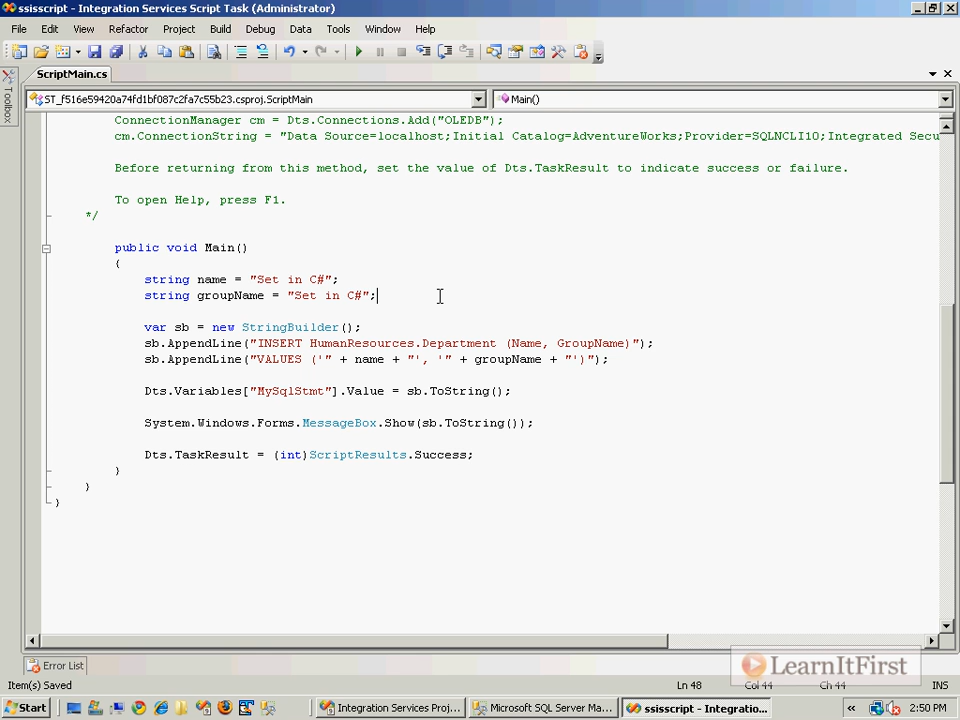 ssisscript - Integration Services Script Task (Administrator)
File Edit View Refactor Project Build Debug Data Tools Window Help
ScriptMain.cs
Toolbox
ST_f516e59420a74fd1bf087c2fa7c55b23.csproj.ScriptMain
Main()
ConnectionManager cm = Dts.Connections.Add("OLEDB");
cm.ConnectionString = "Data Source=localhost;Initial Catalog=AdventureWorks;Provider=SQLNCLI10;Integrated Secu
Before returning from this method, set the value of Dts.TaskResult to indicate success or failure.
To open Help, press F1.
*/
public void Main()
{
string name = "Set in C#";
string groupName = "Set in C#";
var sb = new StringBuilder();
sb.AppendLine("INSERT HumanResources.Department (Name, GroupName)");
sb.AppendLine("VALUES ('" + name + "', '" + groupName + "')");
Dts.Variables["MySqlStmt"].Value = sb.ToString();
System.Windows.Forms.MessageBox.Show(sb.ToString());
Dts.TaskResult = (int)ScriptResults.Success;
}
}
}
Error List
LearnItFirst
Item(s) Saved Ln 48 Col 44 Ch 44 INS
Start Integration Services Proj... Microsoft SQL Server Ma... ssisscript - Integratio... « 2:50 PM